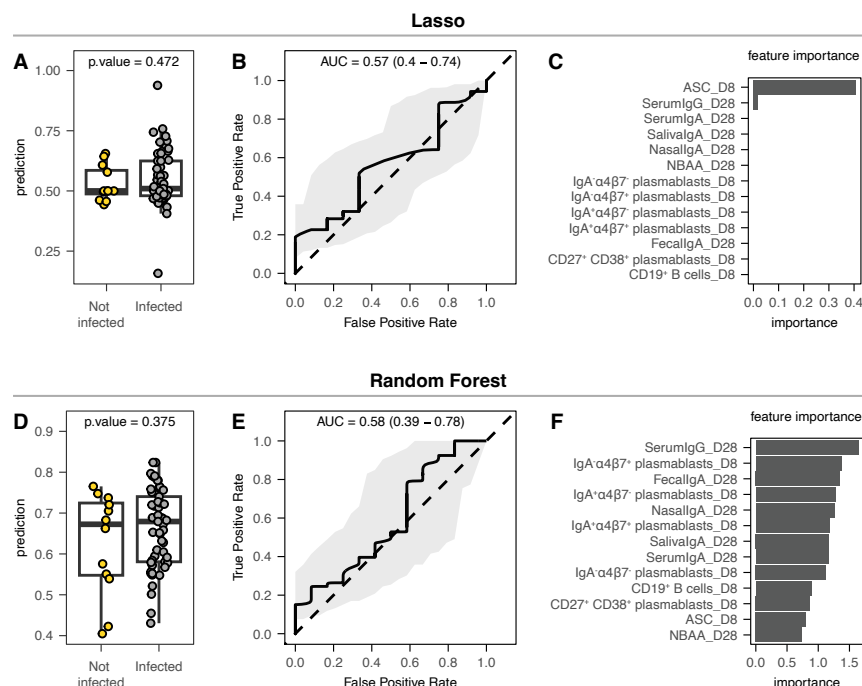 Lasso
A
p.value = 0.472
prediction
1.00
0.75
0.50
0.25
Not infected
Infected
B
AUC = 0.57 (0.4 – 0.74)
True Positive Rate
1.0
0.8
0.6
0.4
0.2
0.0
0.0 0.2 0.4 0.6 0.8 1.0
False Positive Rate
C
feature importance
ASC_D8
SerumIgG_D28
SerumIgA_D28
SalivaIgA_D28
NasalIgA_D28
NBAA_D28
IgA⁻α4β7⁻ plasmablasts_D8
IgA⁻α4β7⁺ plasmablasts_D8
IgA⁺α4β7⁻ plasmablasts_D8
IgA⁺α4β7⁺ plasmablasts_D8
FecalIgA_D28
CD27⁺ CD38⁺ plasmablasts_D8
CD19⁺ B cells_D8
0.0 0.1 0.2 0.3 0.4
importance
Random Forest
D
p.value = 0.375
prediction
0.9
0.8
0.7
0.6
0.5
0.4
Not infected
Infected
E
AUC = 0.58 (0.39 – 0.78)
True Positive Rate
1.0
0.8
0.6
0.4
0.2
0.0
0.0 0.2 0.4 0.6 0.8 1.0
False Positive Rate
F
feature importance
SerumIgG_D28
IgA⁻α4β7⁺ plasmablasts_D8
FecalIgA_D28
IgA⁺α4β7⁻ plasmablasts_D8
NasalIgA_D28
IgA⁺α4β7⁺ plasmablasts_D8
SalivaIgA_D28
SerumIgA_D28
IgA⁻α4β7⁻ plasmablasts_D8
CD19⁺ B cells_D8
CD27⁺ CD38⁺ plasmablasts_D8
ASC_D8
NBAA_D28
0.0 0.5 1.0 1.5
importance